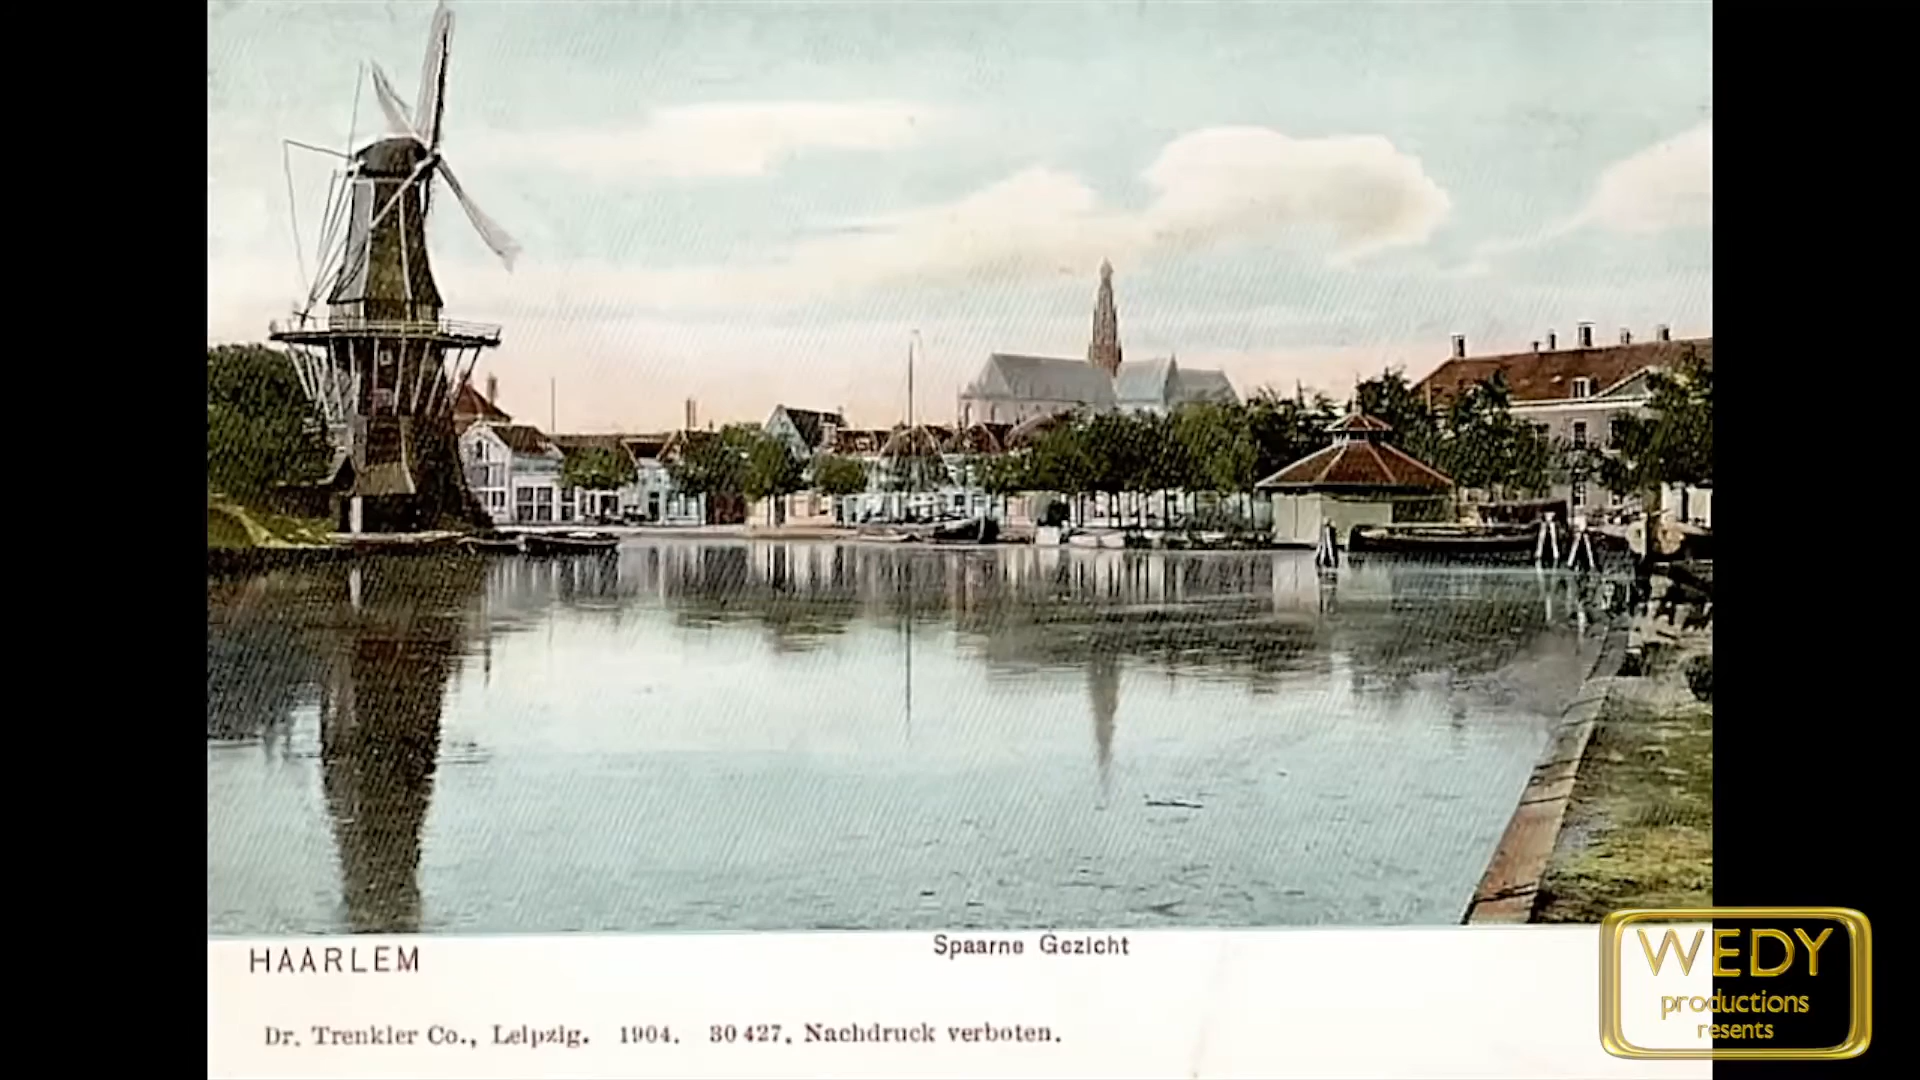 HAARLEM
Spaarne Gezicht
Dr. Trenkler Co., Leipzig. 1904. 30 427. Nachdruck verboten.
WEDY
productions
resents